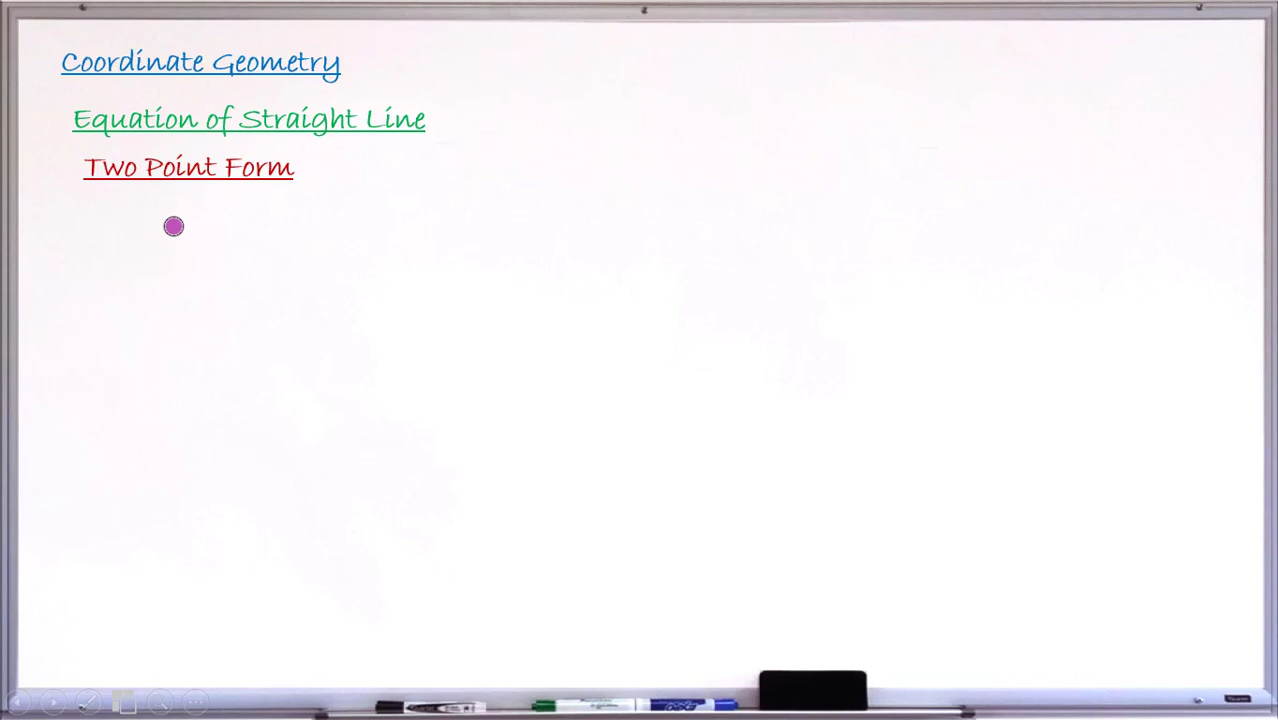 Coordinate Geometry
Equation of Straight Line
Two Point Form